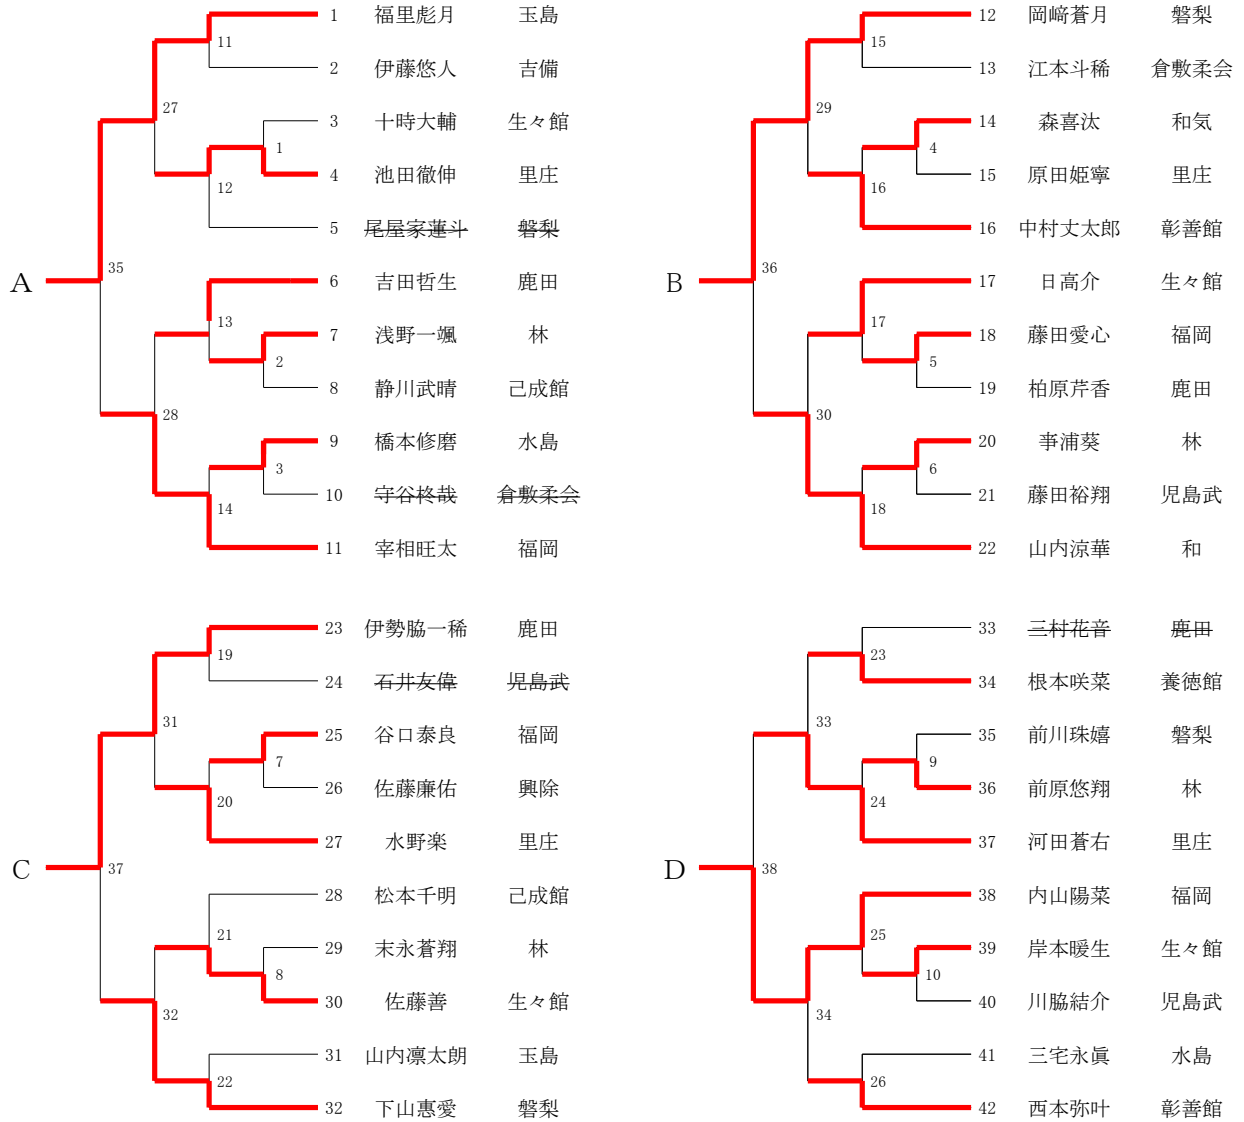 A
1 福里彪月 玉島
11
2 伊藤悠人 吉備
27
3 十時大輔 生々館
1
4 池田徹伸 里庄
12
5 尾屋家蓮斗 磐梨
35
6 吉田哲生 鹿田
13
7 浅野一颯 林
2
8 静川武晴 己成館
28
9 橋本修磨 水島
3
10 守谷柊哉 倉敷柔会
14
11 宰相旺太 福岡
B
12 岡﨑蒼月 磐梨
15
13 江本斗稀 倉敷柔会
29
14 森喜汰 和気
4
15 原田姫寧 里庄
16
16 中村丈太郎 彰善館
36
17 日高介 生々館
17
18 藤田愛心 福岡
5
19 柏原芹香 鹿田
30
20 事浦葵 林
6
21 藤田裕翔 児島武
18
22 山内涼華 和
C
23 伊勢脇一稀 鹿田
19
24 石井友偉 児島武
31
25 谷口泰良 福岡
7
26 佐藤廉佑 興除
20
27 水野楽 里庄
37
28 松本千明 己成館
21
29 末永蒼翔 林
8
30 佐藤善 生々館
32
31 山内凛太朗 玉島
22
32 下山惠愛 磐梨
D
33 三村花音 鹿田
23
34 根本咲菜 養徳館
33
35 前川珠嬉 磐梨
9
36 前原悠翔 林
24
37 河田蒼右 里庄
38
38 内山陽菜 福岡
25
39 岸本暖生 生々館
10
40 川脇結介 児島武
34
41 三宅永眞 水島
26
42 西本弥叶 彰善館